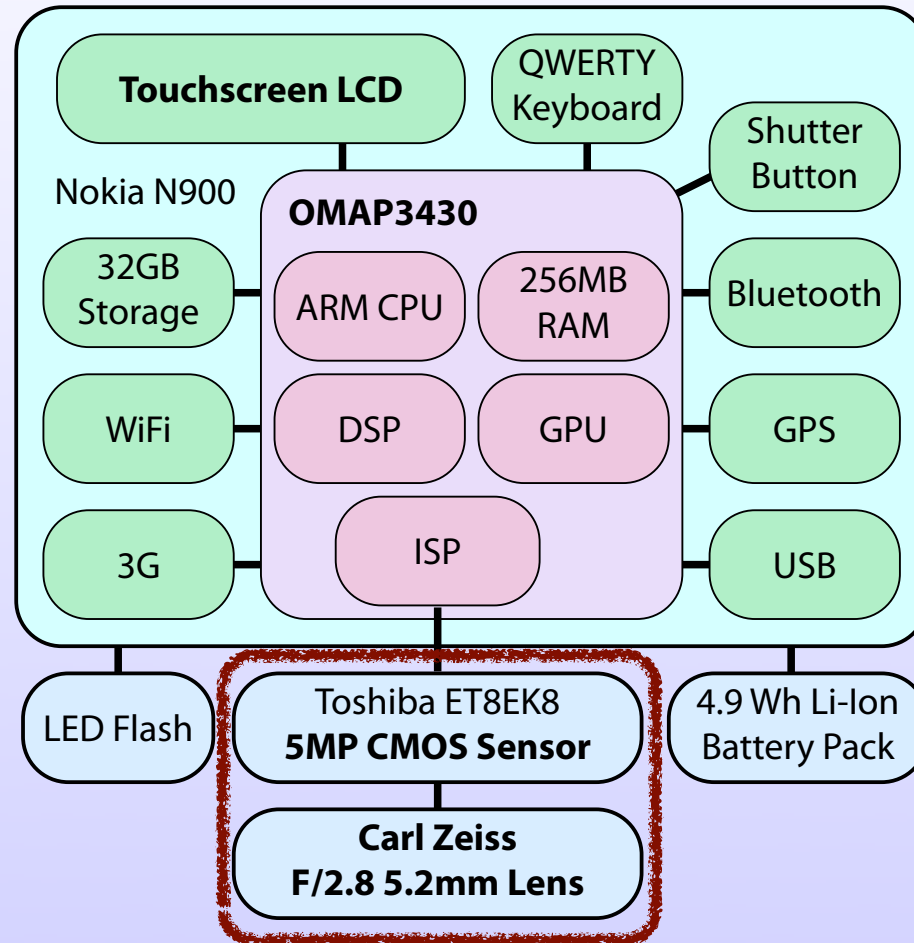 Touchscreen LCD
QWERTY
Keyboard
Shutter
Button
Nokia N900
OMAP3430
32GB
Storage
ARM CPU
256MB
RAM
Bluetooth
WiFi
DSP
GPU
GPS
3G
ISP
USB
LED Flash
Toshiba ET8EK8
5MP CMOS Sensor
4.9 Wh Li-Ion
Battery Pack
Carl Zeiss
F/2.8 5.2mm Lens